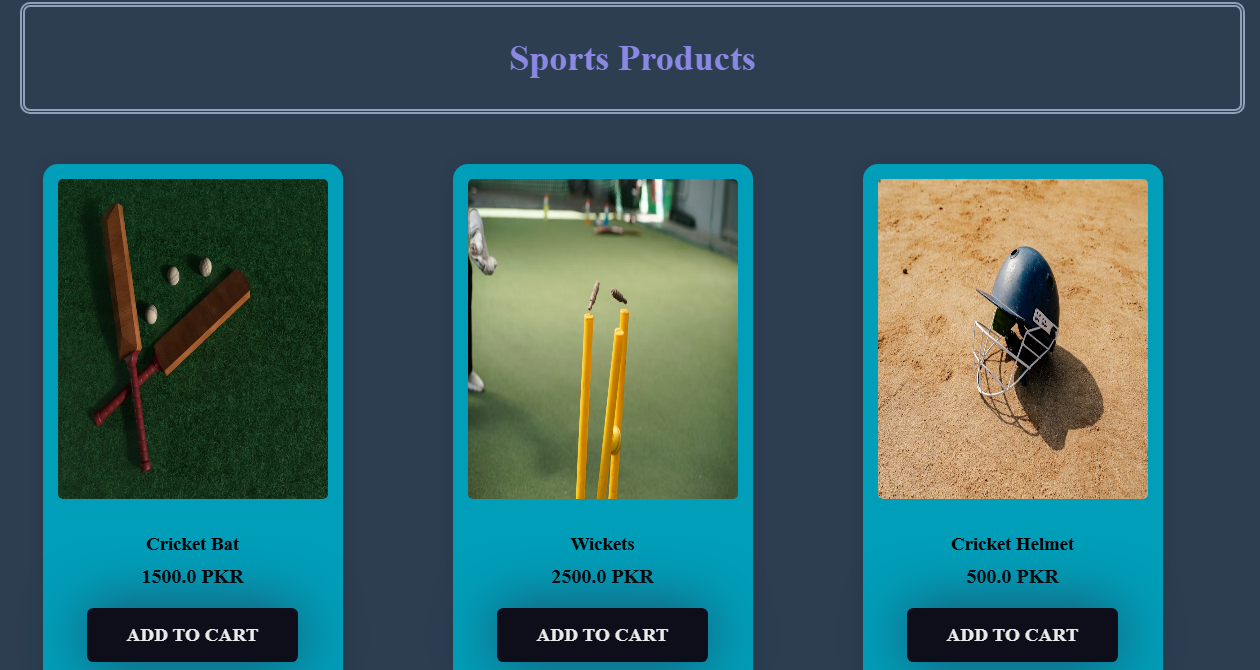 Sports Products
Cricket Bat
1500.0 PKR
ADD TO CART
Wickets
2500.0 PKR
ADD TO CART
Cricket Helmet
500.0 PKR
ADD TO CART